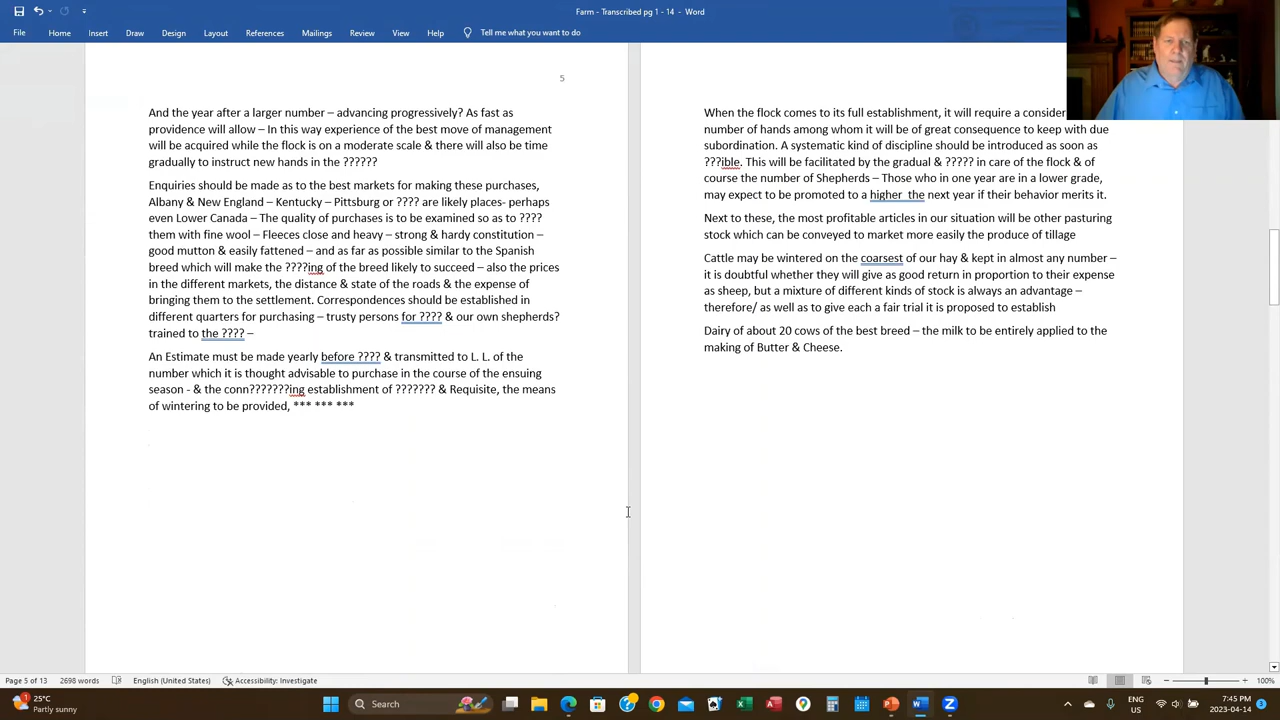 Farm - Transcribed pg 1 - 14 - Word
File Home Insert Draw Design Layout References Mailings Review View Help Tell me what you want to do
5
And the year after a larger number – advancing progressively? As fast as
providence will allow – In this way experience of the best move of management
will be acquired while the flock is on a moderate scale & there will also be time
gradually to instruct new hands in the ??????
Enquiries should be made as to the best markets for making these purchases,
Albany & New England – Kentucky – Pittsburg or ???? are likely places- perhaps
even Lower Canada – The quality of purchases is to be examined so as to ????
them with fine wool – Fleeces close and heavy – strong & hardy constitution –
good mutton & easily fattened – and as far as possible similar to the Spanish
breed which will make the ????ing of the breed likely to succeed – also the prices
in the different markets, the distance & state of the roads & the expense of
bringing them to the settlement. Correspondences should be established in
different quarters for purchasing – trusty persons for ???? & our own shepherds?
trained to the ???? –
An Estimate must be made yearly before ???? & transmitted to L. L. of the
number which it is thought advisable to purchase in the course of the ensuing
season - & the conn???????ing establishment of ??????? & Requisite, the means
of wintering to be provided, *** *** ***
When the flock comes to its full establishment, it will require a consider
number of hands among whom it will be of great consequence to keep with due
subordination. A systematic kind of discipline should be introduced as soon as
???ible. This will be facilitated by the gradual & ????? in care of the flock & of
course the number of Shepherds – Those who in one year are in a lower grade,
may expect to be promoted to a higher the next year if their behavior merits it.
Next to these, the most profitable articles in our situation will be other pasturing
stock which can be conveyed to market more easily the produce of tillage
Cattle may be wintered on the coarsest of our hay & kept in almost any number –
it is doubtful whether they will give as good return in proportion to their expense
as sheep, but a mixture of different kinds of stock is always an advantage –
therefore/ as well as to give each a fair trial it is proposed to establish
Dairy of about 20 cows of the best breed – the milk to be entirely applied to the
making of Butter & Cheese.
Page 5 of 13 2698 words English (United States) Accessibility: Investigate 100%
25°C
Partly sunny
Search
ENG
US
7:45 PM
2023-04-14